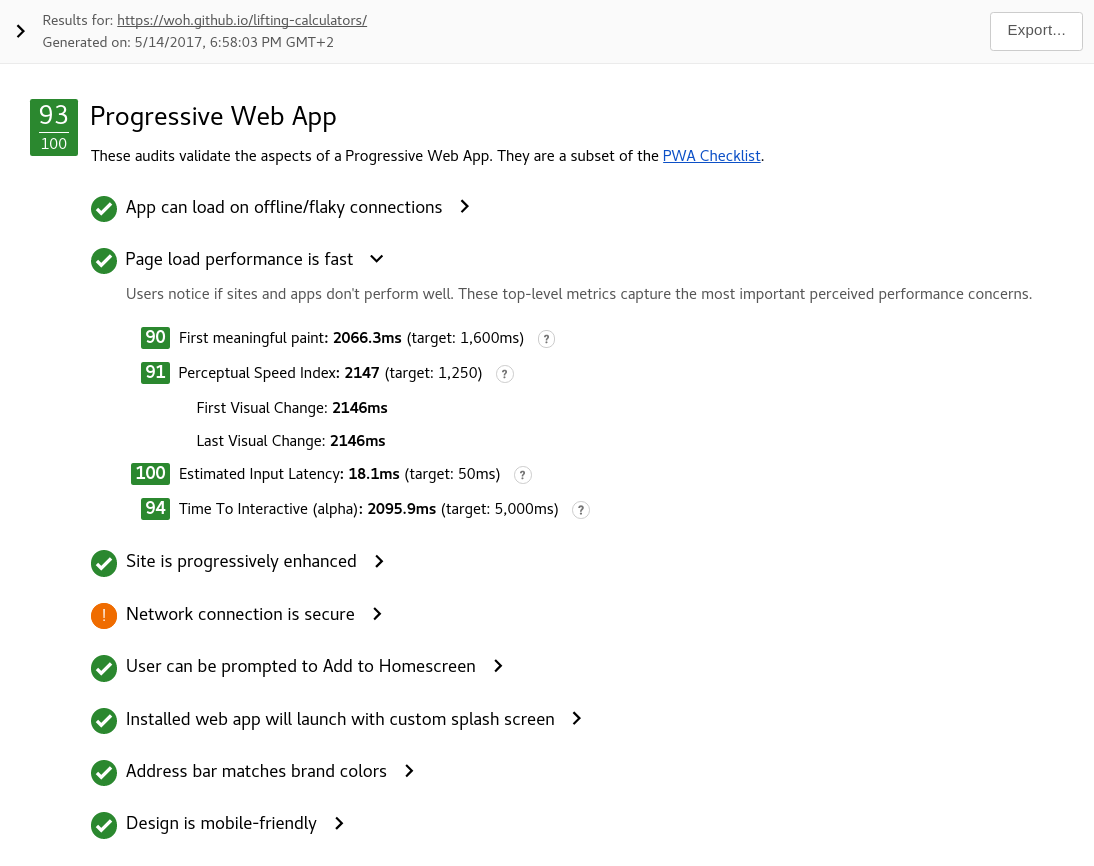 Results for: https://woh.github.io/lifting-calculators/
Generated on: 5/14/2017, 6:58:03 PM GMT+2
Export...
93
100
Progressive Web App
These audits validate the aspects of a Progressive Web App. They are a subset of the PWA Checklist.
App can load on offline/flaky connections
Page load performance is fast
Users notice if sites and apps don't perform well. These top-level metrics capture the most important perceived performance concerns.
90 First meaningful paint: 2066.3ms (target: 1,600ms) ?
91 Perceptual Speed Index: 2147 (target: 1,250) ?
First Visual Change: 2146ms
Last Visual Change: 2146ms
100 Estimated Input Latency: 18.1ms (target: 50ms) ?
94 Time To Interactive (alpha): 2095.9ms (target: 5,000ms) ?
Site is progressively enhanced
! Network connection is secure
User can be prompted to Add to Homescreen
Installed web app will launch with custom splash screen
Address bar matches brand colors
Design is mobile-friendly